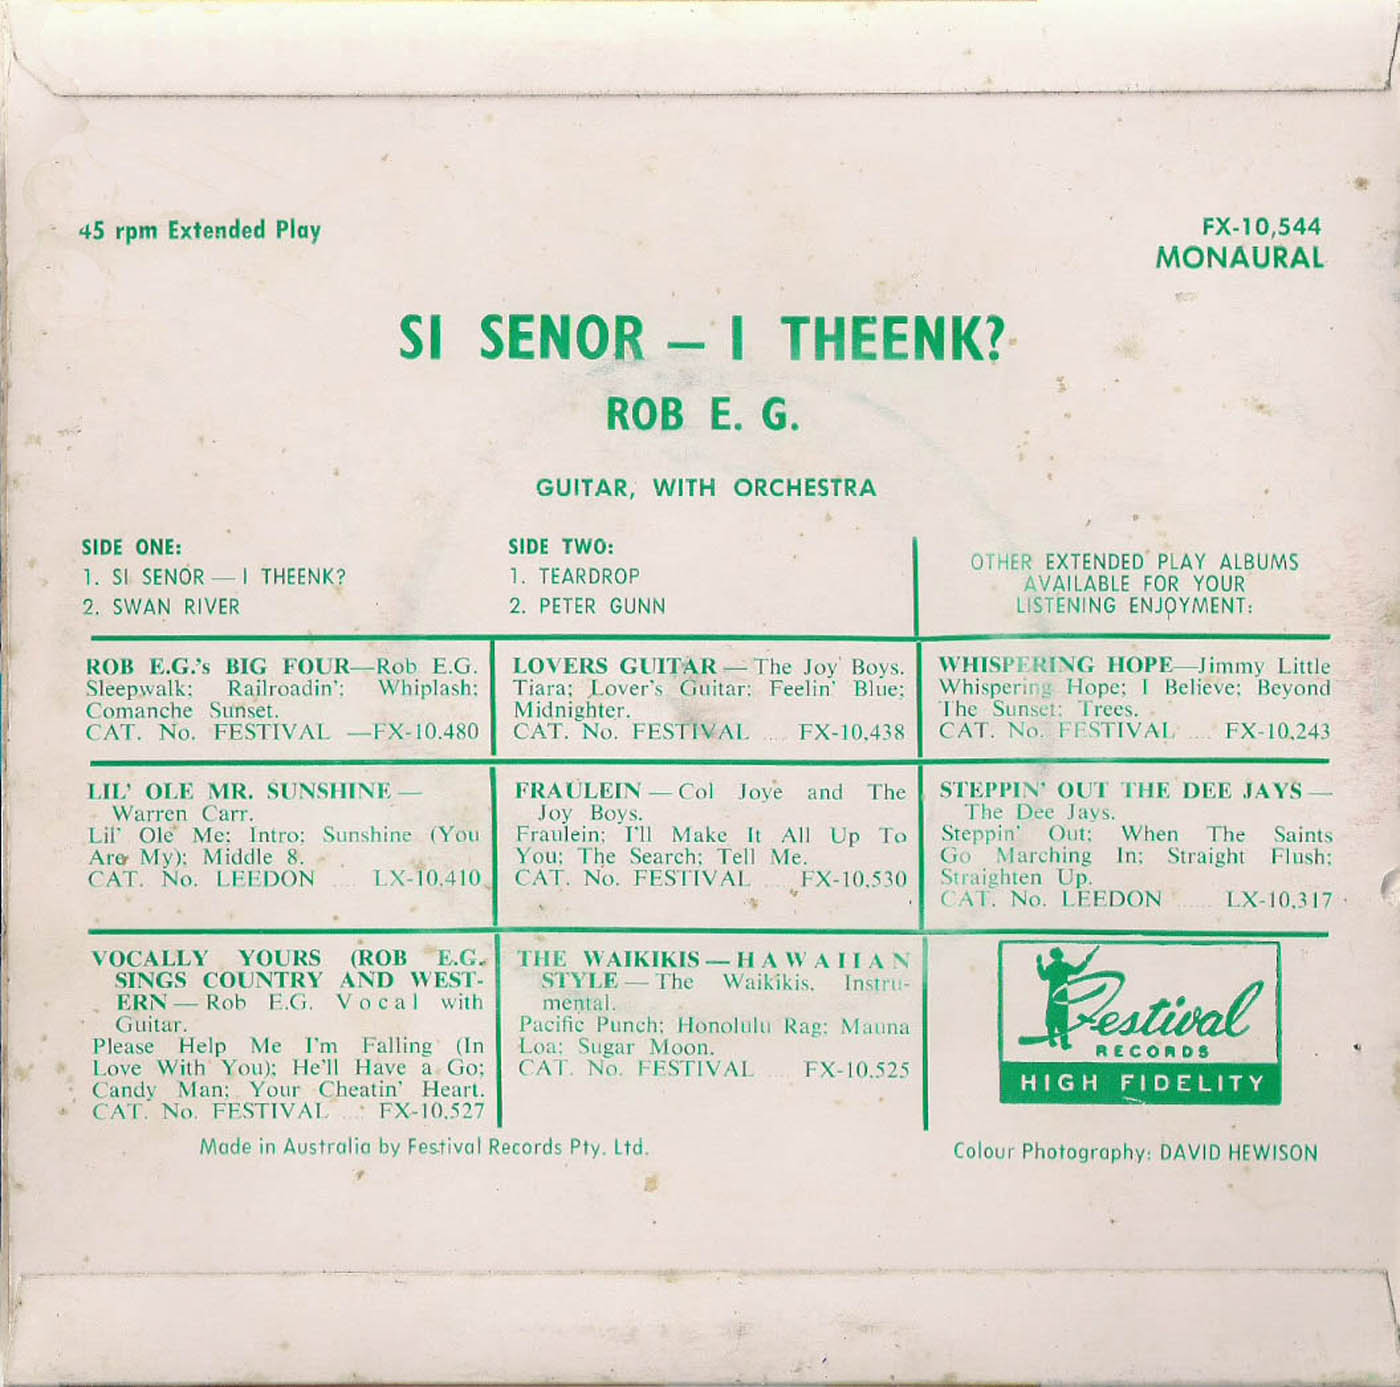 45 rpm Extended Play
FX-10,544
MONAURAL
SI SENOR — I THEENK?
ROB E. G.
GUITAR, WITH ORCHESTRA
SIDE ONE:
1. SI SENOR — I THEENK?
2. SWAN RIVER
SIDE TWO:
1. TEARDROP
2. PETER GUNN
OTHER EXTENDED PLAY ALBUMS
AVAILABLE FOR YOUR
LISTENING ENJOYMENT:
ROB E.G.'s BIG FOUR—Rob E.G.
Sleepwalk; Railroadin'; Whiplash;
Comanche Sunset.
CAT. No. FESTIVAL —FX-10,480
LOVERS GUITAR — The Joy Boys.
Tiara; Lover's Guitar; Feelin' Blue;
Midnighter.
CAT. No. FESTIVAL .... FX-10,438
WHISPERING HOPE—Jimmy Little
Whispering Hope; I Believe; Beyond
The Sunset; Trees.
CAT. No. FESTIVAL .... FX-10,243
LIL' OLE MR. SUNSHINE —
Warren Carr.
Lil' Ole Me; Intro; Sunshine (You
Are My); Middle 8.
CAT. No. LEEDON .... LX-10,410
FRAULEIN — Col Joye and The
Joy Boys.
Fraulein; I'll Make It All Up To
You; The Search; Tell Me.
CAT. No. FESTIVAL .... FX-10,530
STEPPIN' OUT THE DEE JAYS —
The Dee Jays.
Steppin' Out; When The Saints
Go Marching In; Straight Flush;
Straighten Up.
CAT. No. LEEDON ...... LX-10,317
VOCALLY YOURS (ROB E.G.
SINGS COUNTRY AND WEST-
ERN — Rob E.G. Vocal with
Guitar.
Please Help Me I'm Falling (In
Love With You); He'll Have a Go;
Candy Man; Your Cheatin' Heart.
CAT. No. FESTIVAL .... FX-10,527
THE WAIKIKIS — HAWAIIAN
STYLE — The Waikikis. Instru-
mental.
Pacific Punch; Honolulu Rag; Mauna
Loa; Sugar Moon.
CAT. No. FESTIVAL .... FX-10,525
Festival
RECORDS
HIGH FIDELITY
Made in Australia by Festival Records Pty. Ltd.
Colour Photography: DAVID HEWISON